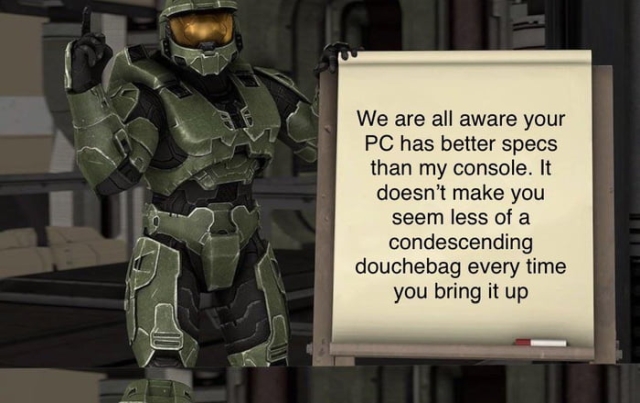 We are all aware your
PC has better specs
than my console. It
doesn't make you
seem less of a
condescending
douchebag every time
you bring it up